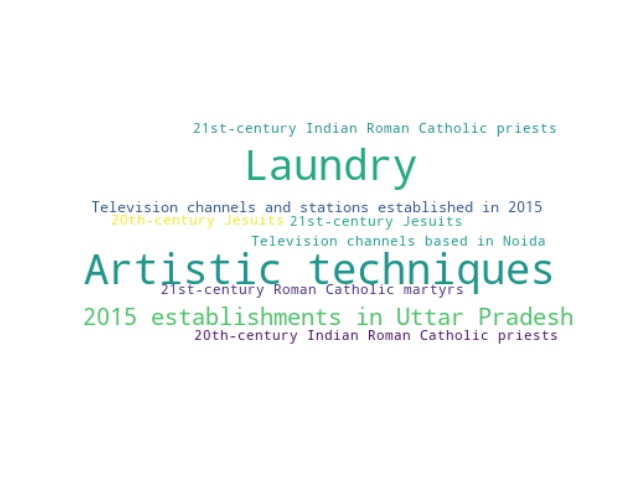 21st-century Indian Roman Catholic priests
Laundry
Television channels and stations established in 2015
20th-century Jesuits
21st-century Jesuits
Television channels based in Noida
Artistic techniques
21st-century Roman Catholic martyrs
2015 establishments in Uttar Pradesh
20th-century Indian Roman Catholic priests